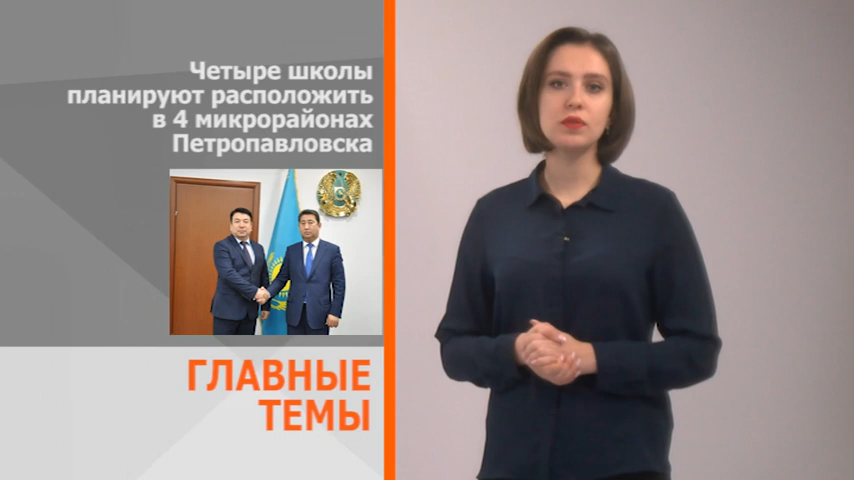 Четыре школы
планируют расположить
в 4 микрорайонах
Петропавловска
ГЛАВНЫЕ
ТЕМЫ